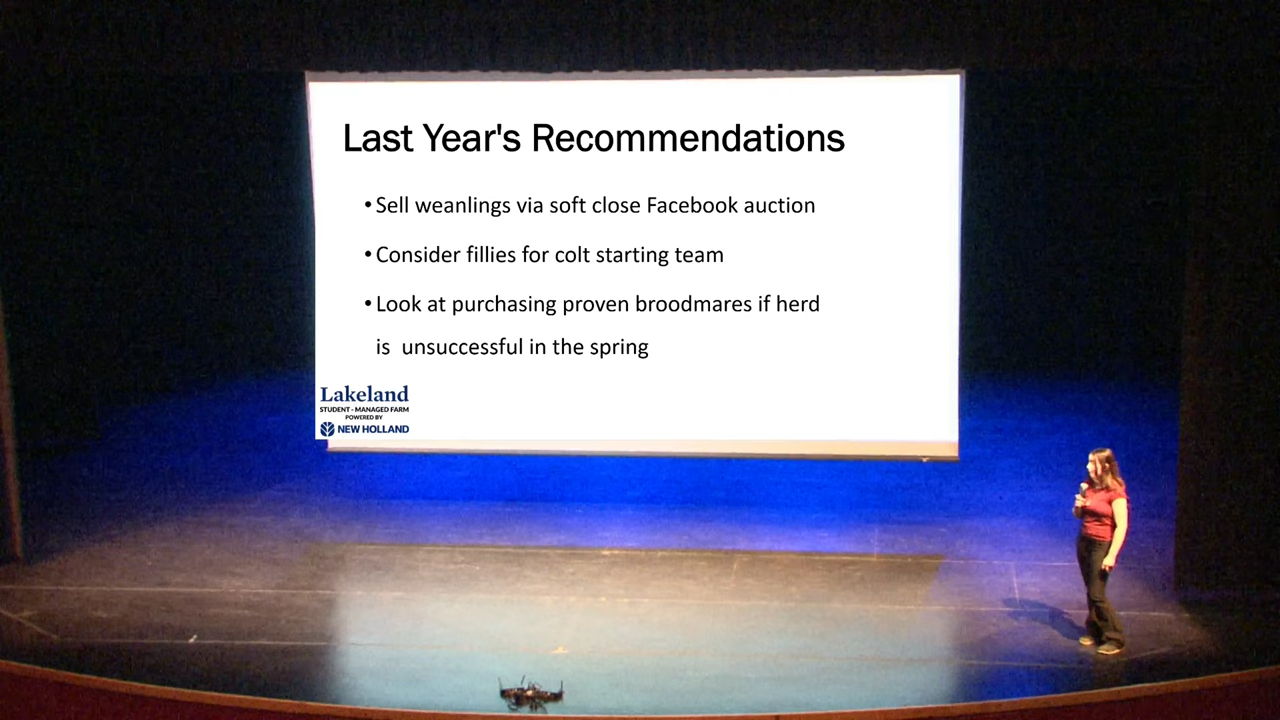 Last Year's Recommendations
• Sell weanlings via soft close Facebook auction
• Consider fillies for colt starting team
• Look at purchasing proven broodmares if herd
is  unsuccessful in the spring
Lakeland
STUDENT - MANAGED FARM
POWERED BY
NEW HOLLAND